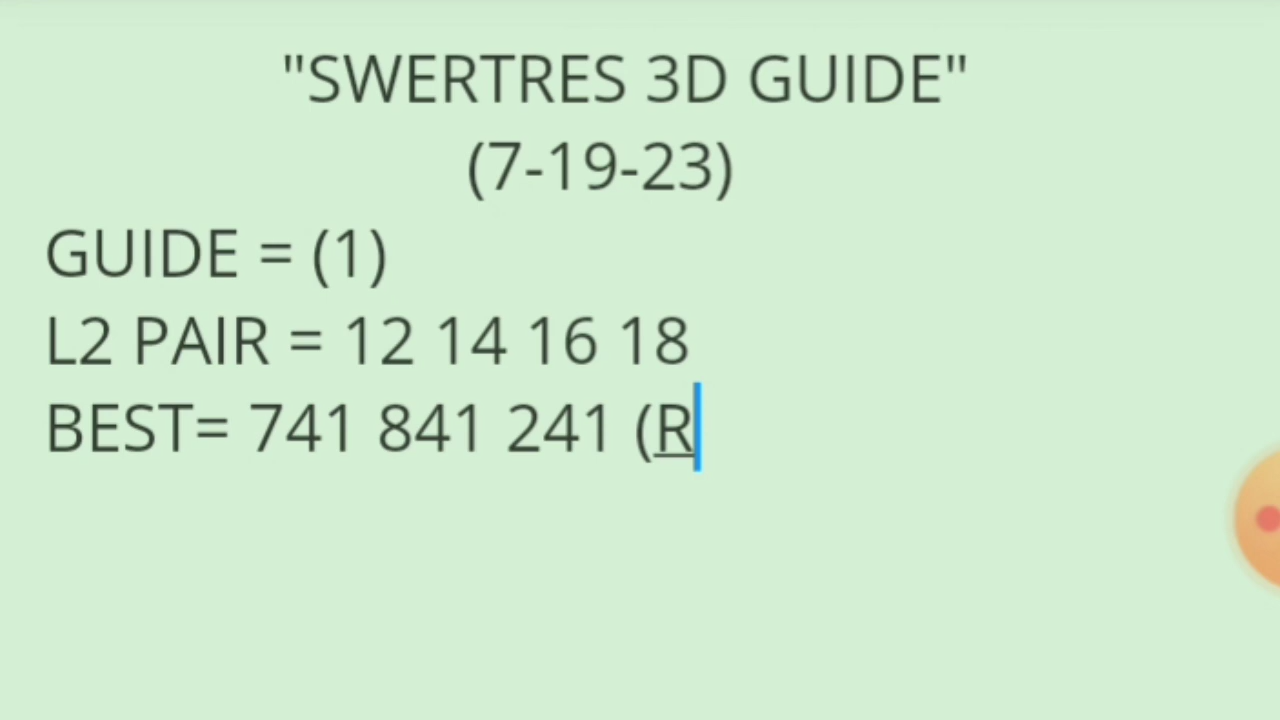 "SWERTRES 3D GUIDE"
(7-19-23)
GUIDE = (1)
L2 PAIR = 12 14 16 18
BEST= 741 841 241 (R